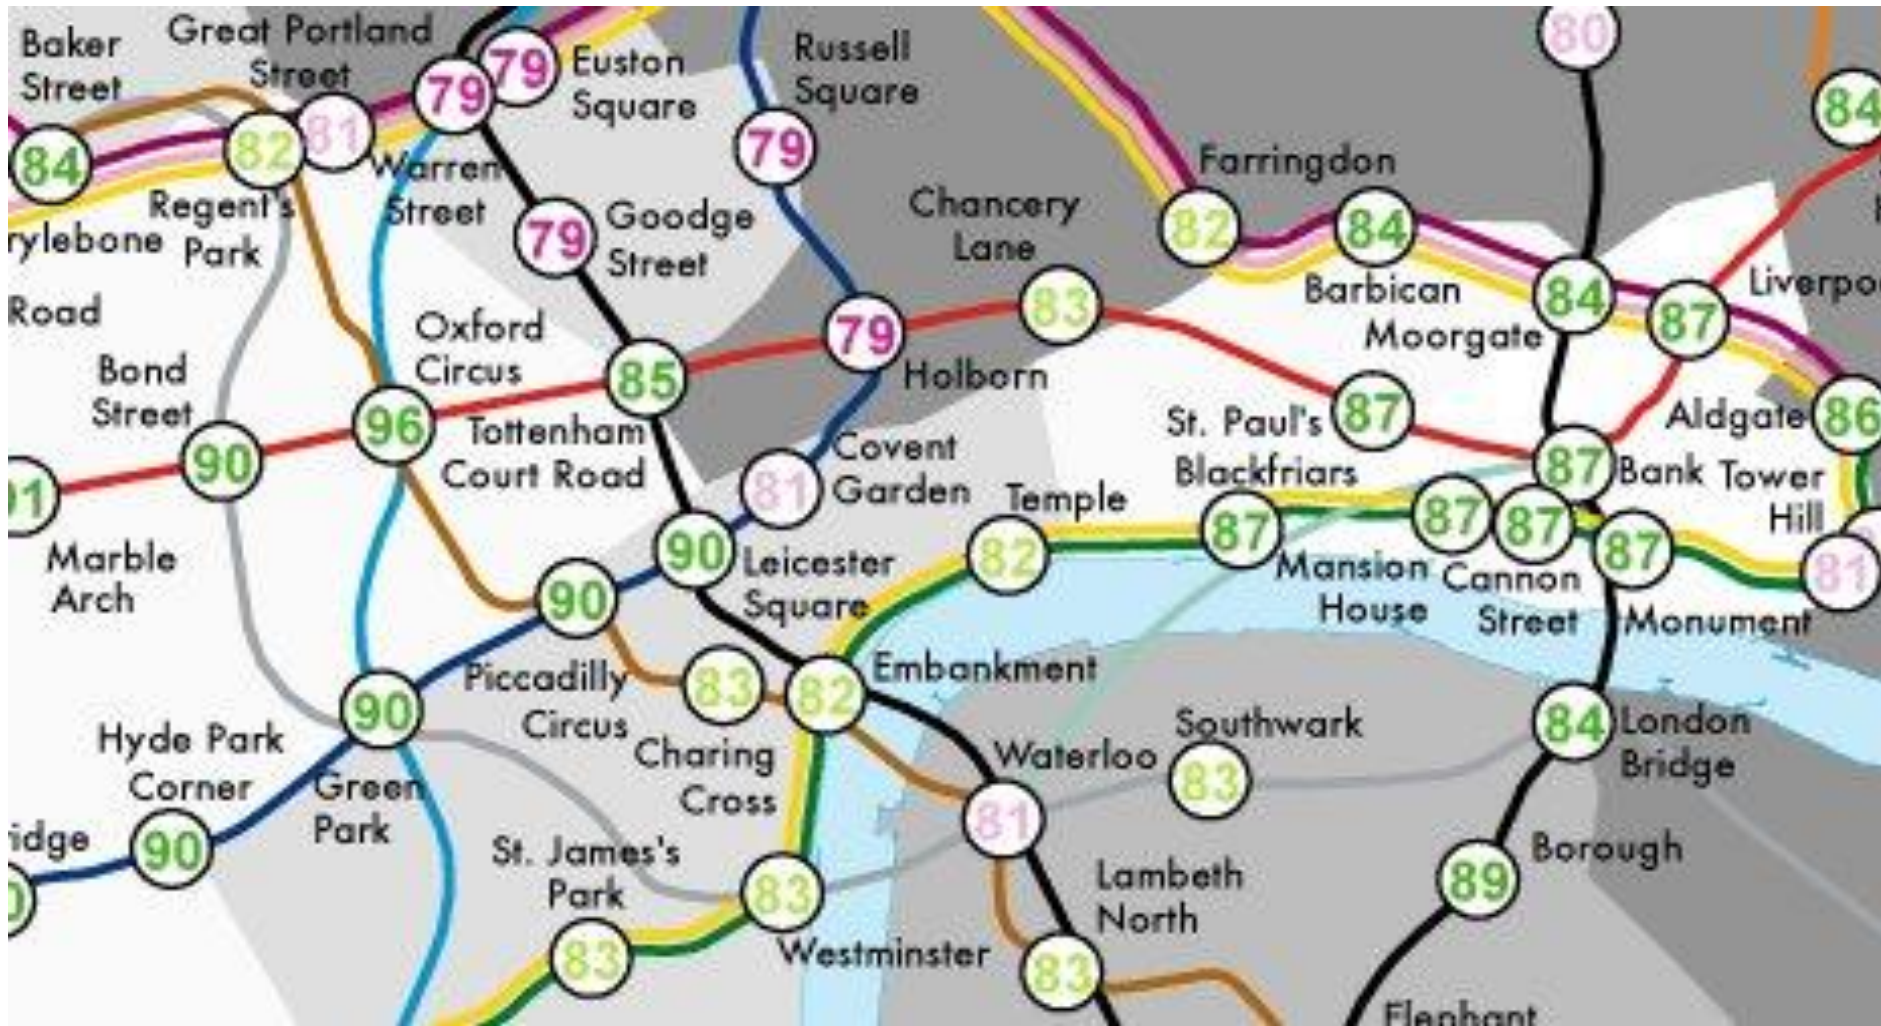 Baker
Street
Great Portland
Street
79
79
Euston
Square
Russell
Square
80
84
84
82
81
Warren
Street
79
Farringdon
Regent's
Park
rylebone
79
Goodge
Street
Chancery
Lane
82
84
Road
Oxford
Circus
79
83
Barbican
84
87
Liverpoo
Moorgate
Bond
Street
85
Holborn
St. Paul's
87
Aldgate
86
90
96
Tottenham
Court Road
81
Covent
Garden
Temple
Blackfriars
87
Bank
Tower
Hill
91
Marble
Arch
90
Leicester
Square
82
87
Mansion
House
87
87
Cannon
Street
87
Monument
81
90
Piccadilly
Circus
83
82
Embankment
90
Hyde Park
Corner
Green
Park
Charing
Cross
Waterloo
Southwark
83
84
London
Bridge
ridge
90
St. James's
Park
81
Borough
89
83
83
Westminster
Lambeth
North
83
Elephant